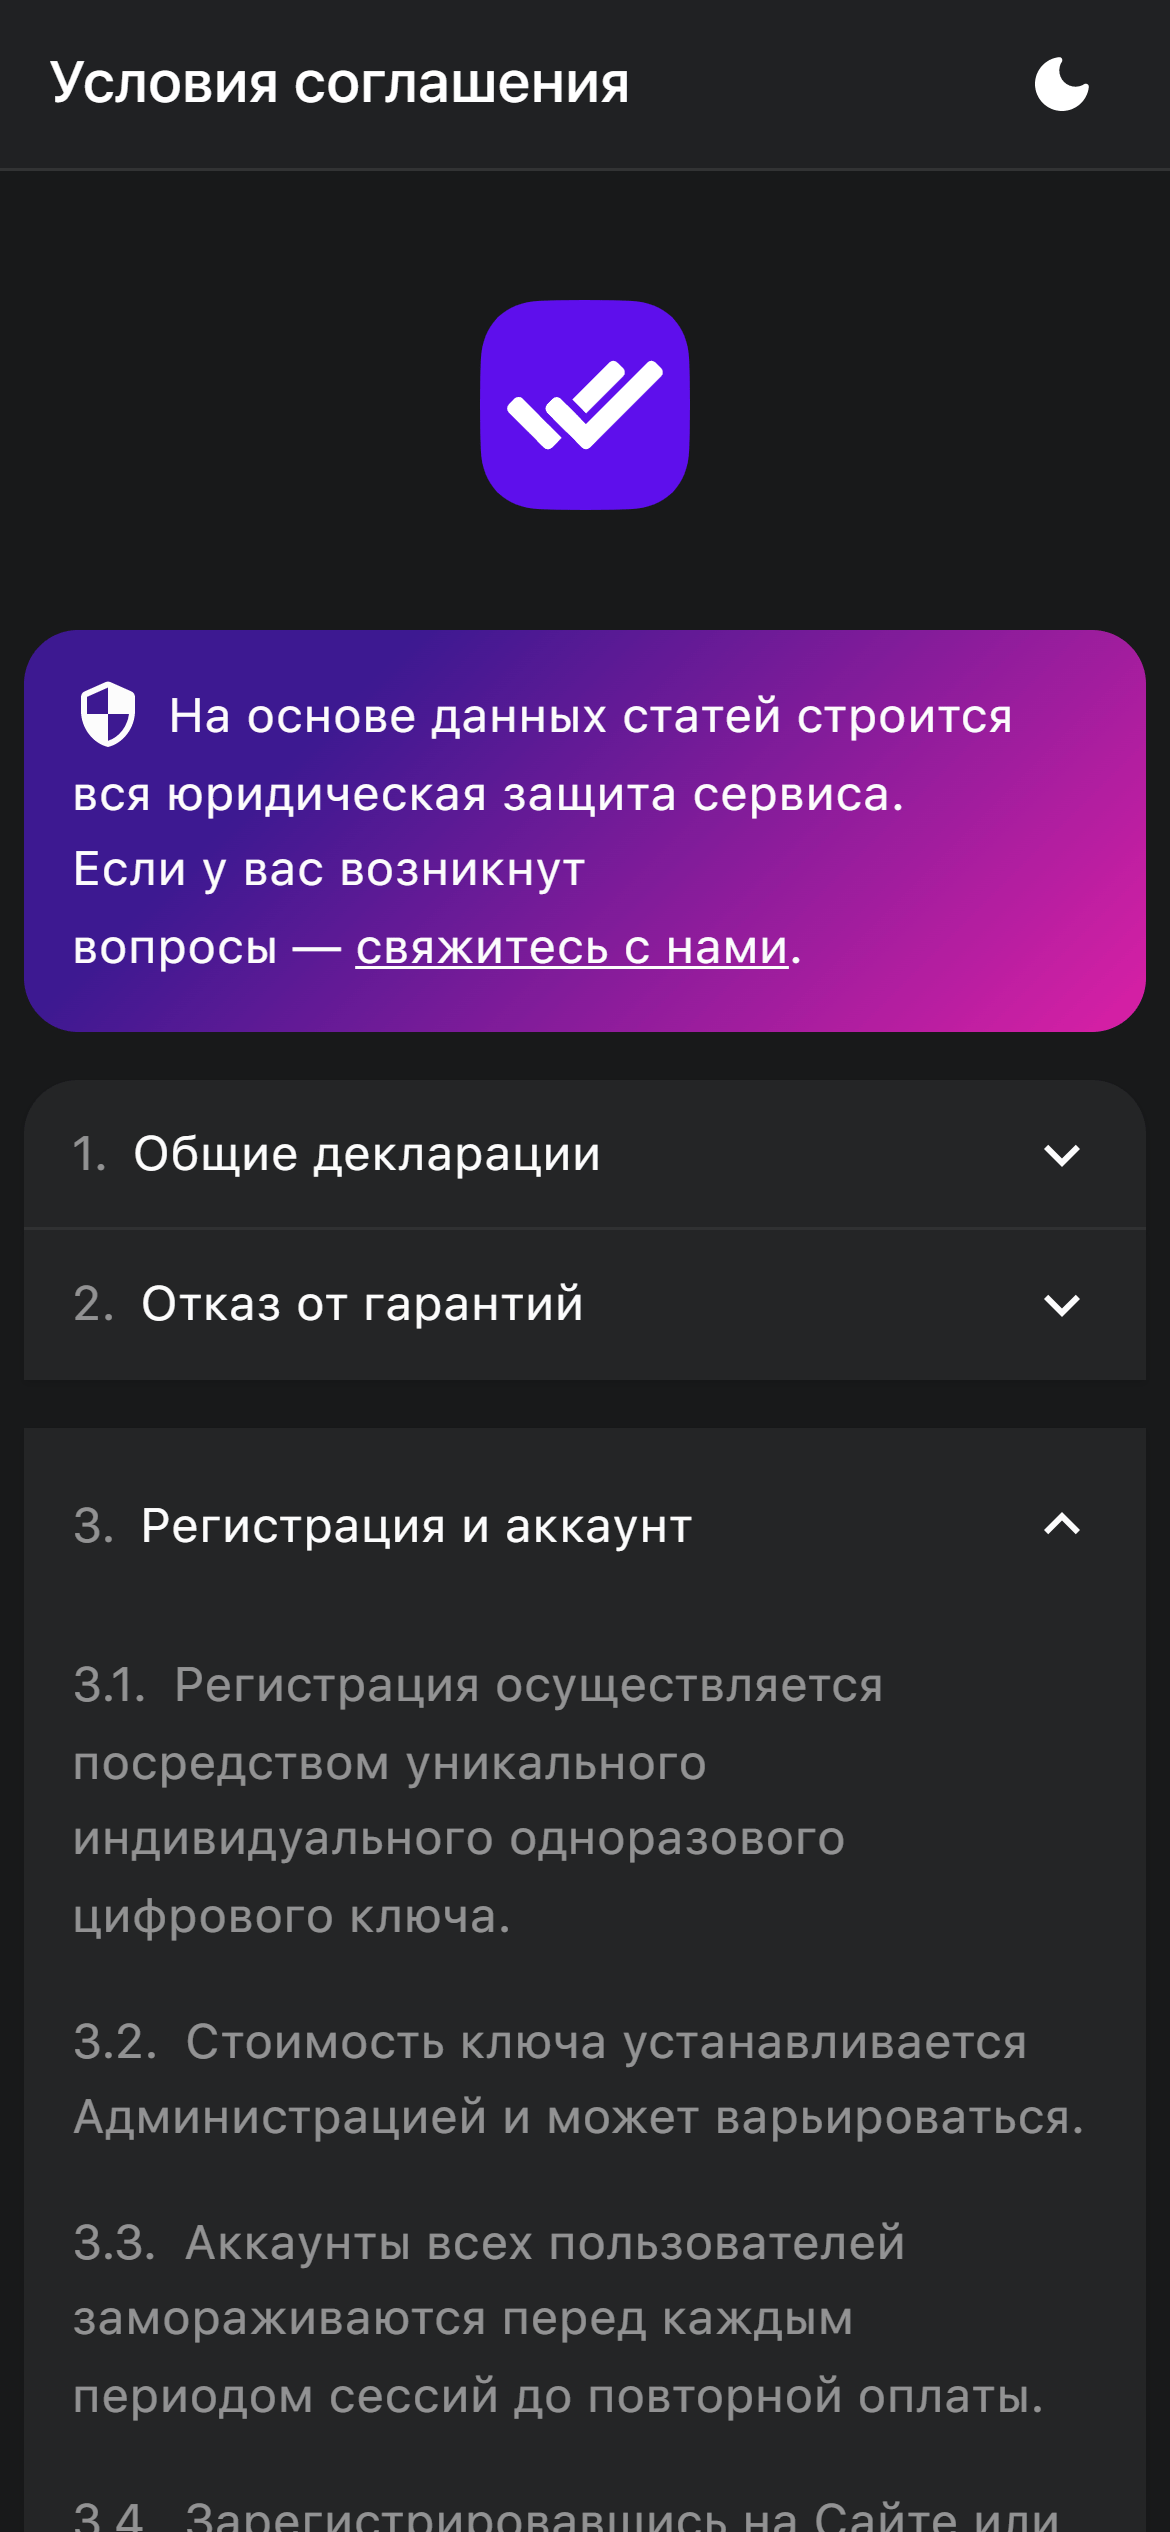 Условия соглашения
На основе данных статей строится
вся юридическая защита сервиса.
Если у вас возникнут
вопросы — свяжитесь с нами.
1. Общие декларации
2. Отказ от гарантий
3. Регистрация и аккаунт
3.1. Регистрация осуществляется
посредством уникального
индивидуального одноразового
цифрового ключа.
3.2. Стоимость ключа устанавливается
Администрацией и может варьироваться.
3.3. Аккаунты всех пользователей
замораживаются перед каждым
периодом сессий до повторной оплаты.
3.4. Зарегистрировавшись на Сайте или